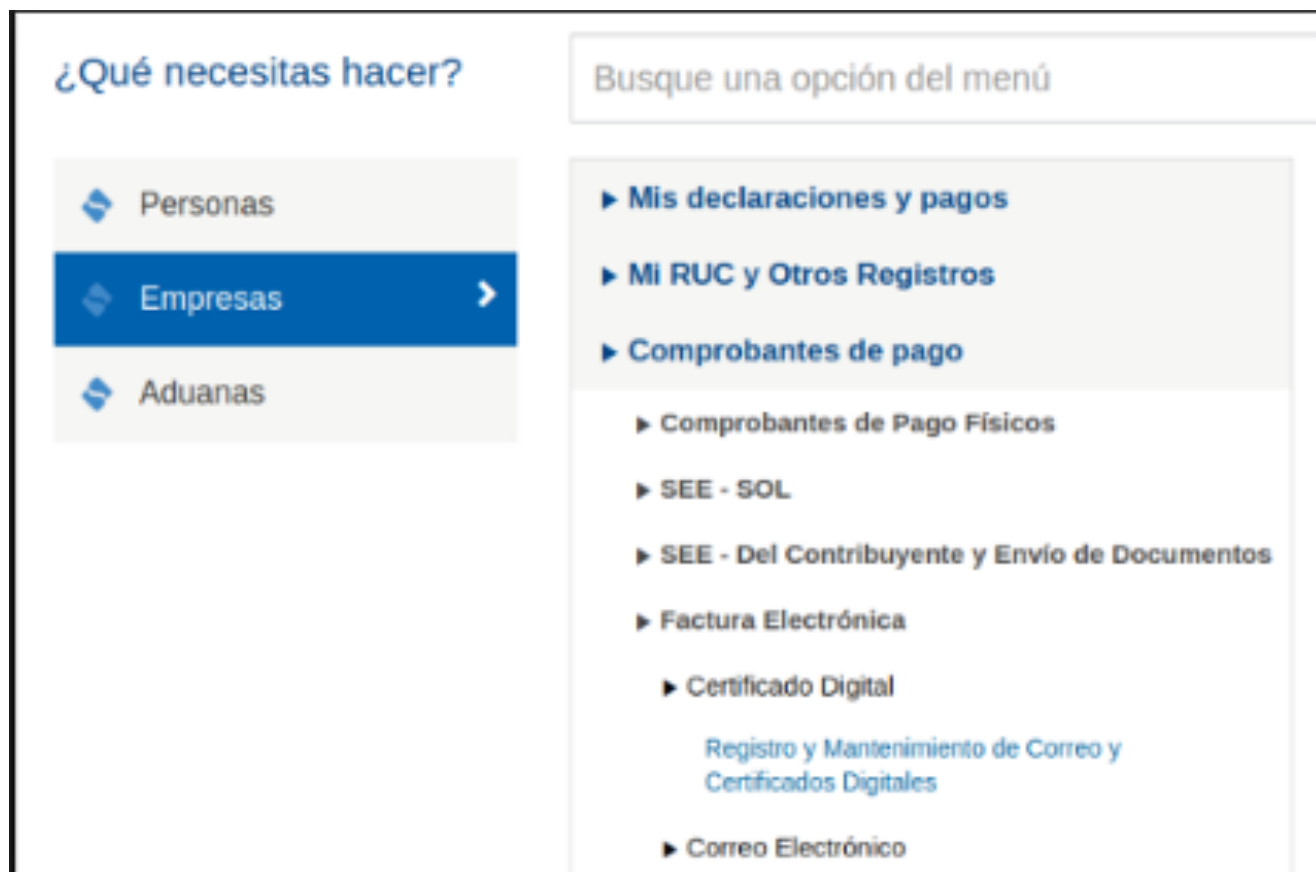 ¿Qué necesitas hacer?
Busque una opción del menú
Personas
Empresas
Aduanas
Mis declaraciones y pagos
Mi RUC y Otros Registros
Comprobantes de pago
Comprobantes de Pago Físicos
SEE - SOL
SEE - Del Contribuyente y Envío de Documentos
Factura Electrónica
Certificado Digital
Registro y Mantenimiento de Correo y
Certificados Digitales
Correo Electrónico